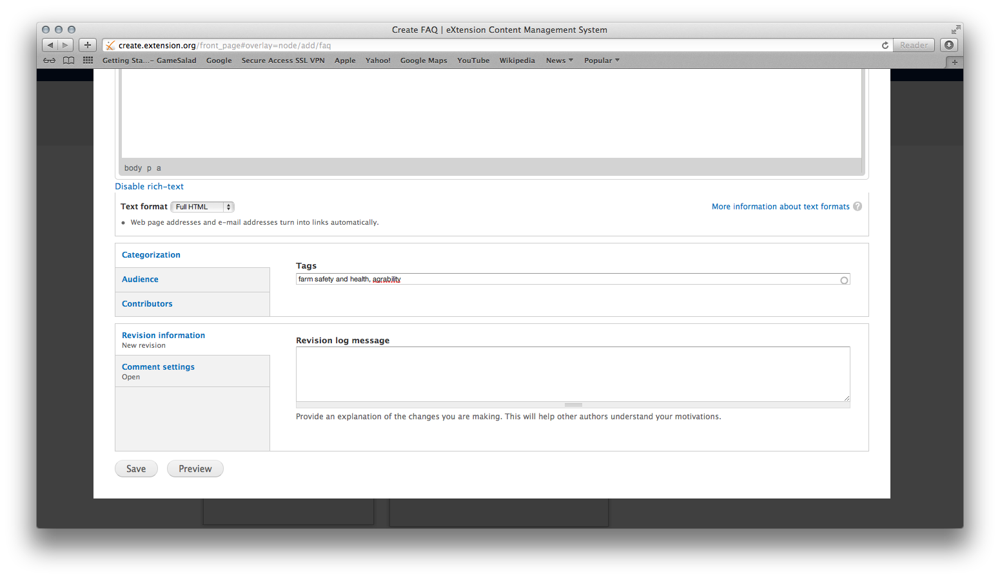 Create FAQ | eXtension Content Management System
create.extension.org/front_page#overlay=node/add/faq
Reader
Getting Sta...– GameSalad Google Secure Access SSL VPN Apple Yahoo! Google Maps YouTube Wikipedia News Popular
body p a
Disable rich-text
Text format Full HTML More information about text formats ?
• Web page addresses and e-mail addresses turn into links automatically.
Categorization
Tags
Audience
farm safety and health, agrability
Contributors
Revision information
New revision
Revision log message
Comment settings
Open
Provide an explanation of the changes you are making. This will help other authors understand your motivations.
Save Preview